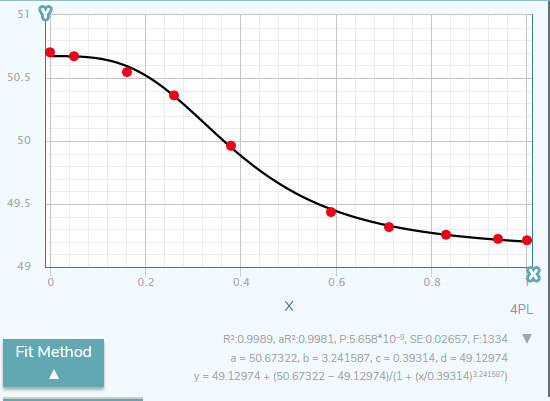 51
Y
50.5
50
49.5
49
0 0.2 0.4 0.6 0.8 1
X
X
4PL
R²:0.9989, aR²:0.9981, P:5.658*10⁻⁹, SE:0.02657, F:1334 ▼
Fit Method
▲
a = 50.67322, b = 3.241587, c = 0.39314, d = 49.12974
y = 49.12974 + (50.67322 − 49.12974)/(1 + (x/0.39314)³·²⁴¹⁵⁸⁷)